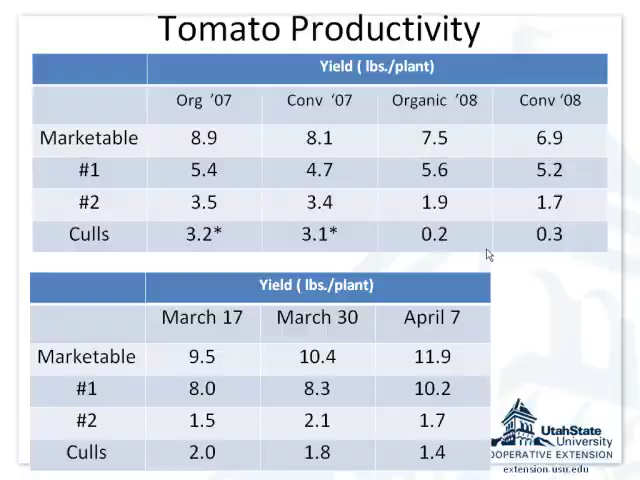 Tomato Productivity
Yield ( lbs./plant)
Org ’07 Conv ‘07 Organic ’08 Conv ‘08
Marketable 8.9 8.1 7.5 6.9
#1 5.4 4.7 5.6 5.2
#2 3.5 3.4 1.9 1.7
Culls 3.2* 3.1* 0.2 0.3
Yield ( lbs./plant)
March 17 March 30 April 7
Marketable 9.5 10.4 11.9
#1 8.0 8.3 10.2
#2 1.5 2.1 1.7
Culls 2.0 1.8 1.4
UtahState
University
OOPERATIVE EXTENSION
extension.usu.edu